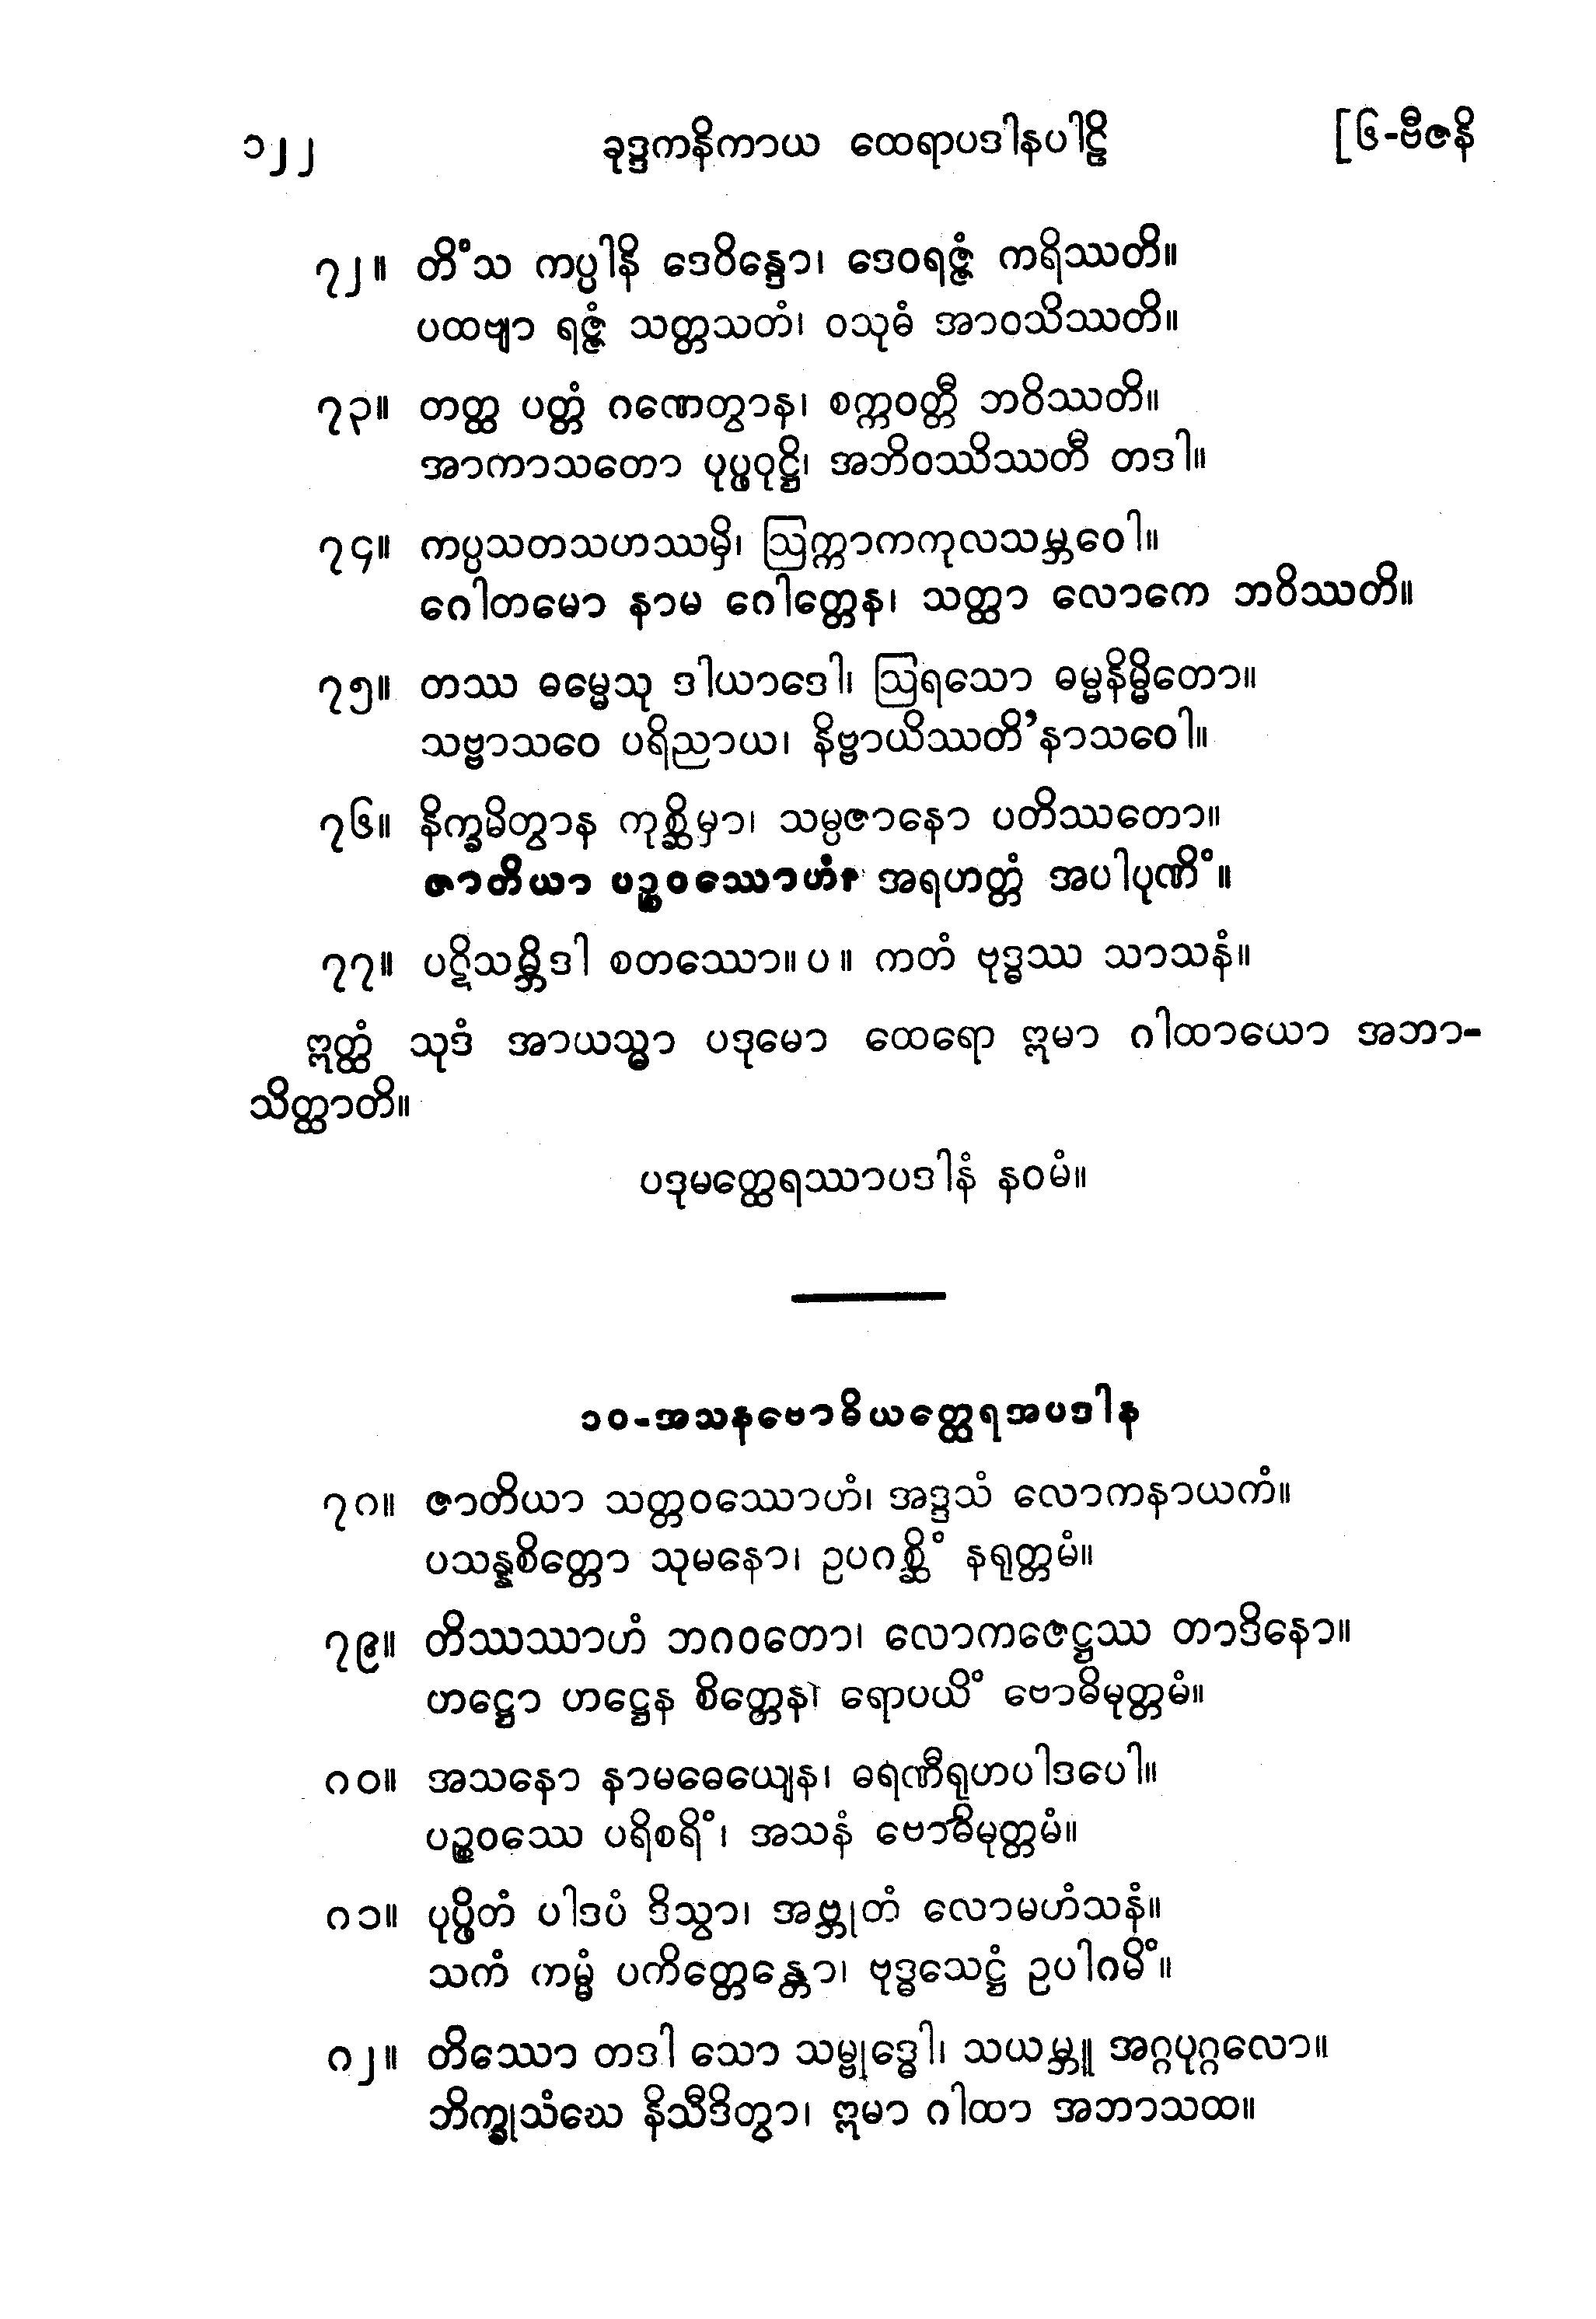 ၁၂၂ ခုဒ္ဒကနိကာယ ထေရာပဒါနပါဠိ [၆-ဗီဇနိ
၇၂။ တိံသ ကပ္ပါနိ ဒေဝိန္ဒော၊ ဒေဝရဇ္ဇံ ကရိဿတိ။
ပထဗျာ ရဇ္ဇံ သတ္တသတံ၊ ဝသုဓံ အာဝသိဿတိ။
၇၃။ တတ္ထ ပတ္တံ ဂဏေတွာန၊ စက္ကဝတ္တီ ဘဝိဿတိ။
အာကာသတော ပုပ္ဖဝုဋ္ဌိ၊ အဘိဝဿိဿတီ တဒါ။
၇၄။ ကပ္ပသတသဟဿမှိ၊ ဩက္ကာကကုလသမ္ဘဝေါ။
ဂေါတမော နာမ ဂေါတ္တေန၊ သတ္ထာ လောကေ ဘဝိဿတိ။
၇၅။ တဿ ဓမ္မေသု ဒါယာဒေါ၊ ဩရသော ဓမ္မနိမ္မိတော။
သဗ္ဗာသဝေ ပရိညာယ၊ နိဗ္ဗာယိဿတိ’နာသဝေါ။
၇၆။ နိက္ခမိတွာန ကုစ္ဆိမှာ၊ သမ္ပဇာနော ပတိဿတော။
ဇာတိယာ ပဉ္စဝဿောဟံ၊ အရဟတ္တံ အပါပုဏိံ။
၇၇။ ပဋိသမ္ဘိဒါ စတဿော။ ပ ။ ကတံ ဗုဒ္ဓဿ သာသနံ။
ဣတ္ထံ သုဒံ အာယသ္မာ ပဒုမော ထေရော ဣမာ ဂါထာယော အဘာ-
သိတ္ထာတိ။
ပဒုမတ္ထေရဿာပဒါနံ နဝမံ။
၁၀-အသနဗောဓိယတ္ထေရအပဒါန
၇၈။ ဇာတိယာ သတ္တဝဿောဟံ၊ အဒ္ဒသံ လောကနာယကံ။
ပသန္နစိတ္တော သုမနော၊ ဥပဂစ္ဆိံ နရုတ္တမံ။
၇၉။ တိဿဿာဟံ ဘဂဝတော၊ လောကဇေဋ္ဌဿ တာဒိနော။
ဟဋ္ဌော ဟဋ္ဌေန စိတ္တေန၊ ရောပယိံ ဗောဓိမုတ္တမံ။
၈၀။ အသနော နာမဓေယျေန၊ ဓရဏီရုဟပါဒပေါ။
ပဉ္စဝဿေ ပရိစရိံ၊ အသနံ ဗောဓိမုတ္တမံ။
၈၁။ ပုပ္ဖိတံ ပါဒပံ ဒိသွာ၊ အဗ္ဘုတံ လောမဟံသနံ။
သကံ ကမ္မံ ပကိတ္တေန္တော၊ ဗုဒ္ဓသေဋ္ဌံ ဥပါဂမိံ။
၈၂။ တိဿော တဒါ သော သမ္ဗုဒ္ဓေါ၊ သယမ္ဘူ အဂ္ဂပုဂ္ဂလော။
ဘိက္ခုသံဃေ နိသီဒိတွာ၊ ဣမာ ဂါထာ အဘာသထ။